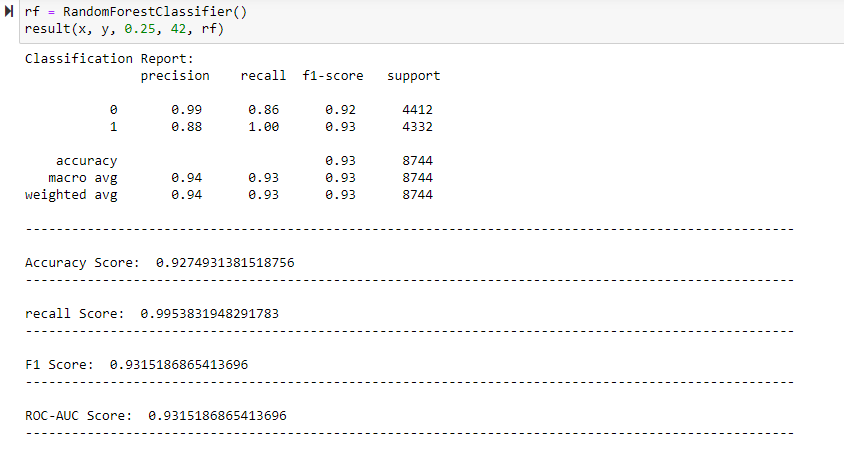 rf = RandomForestClassifier()
result(x, y, 0.25, 42, rf)
Classification Report:
precision recall f1-score support
0 0.99 0.86 0.92 4412
1 0.88 1.00 0.93 4332
accuracy 0.93 8744
macro avg 0.94 0.93 0.93 8744
weighted avg 0.94 0.93 0.93 8744
----------------------------------------------------------------------------------------------------
Accuracy Score: 0.9274931381518756
----------------------------------------------------------------------------------------------------
recall Score: 0.9953831948291783
----------------------------------------------------------------------------------------------------
F1 Score: 0.9315186865413696
----------------------------------------------------------------------------------------------------
ROC-AUC Score: 0.9315186865413696
----------------------------------------------------------------------------------------------------